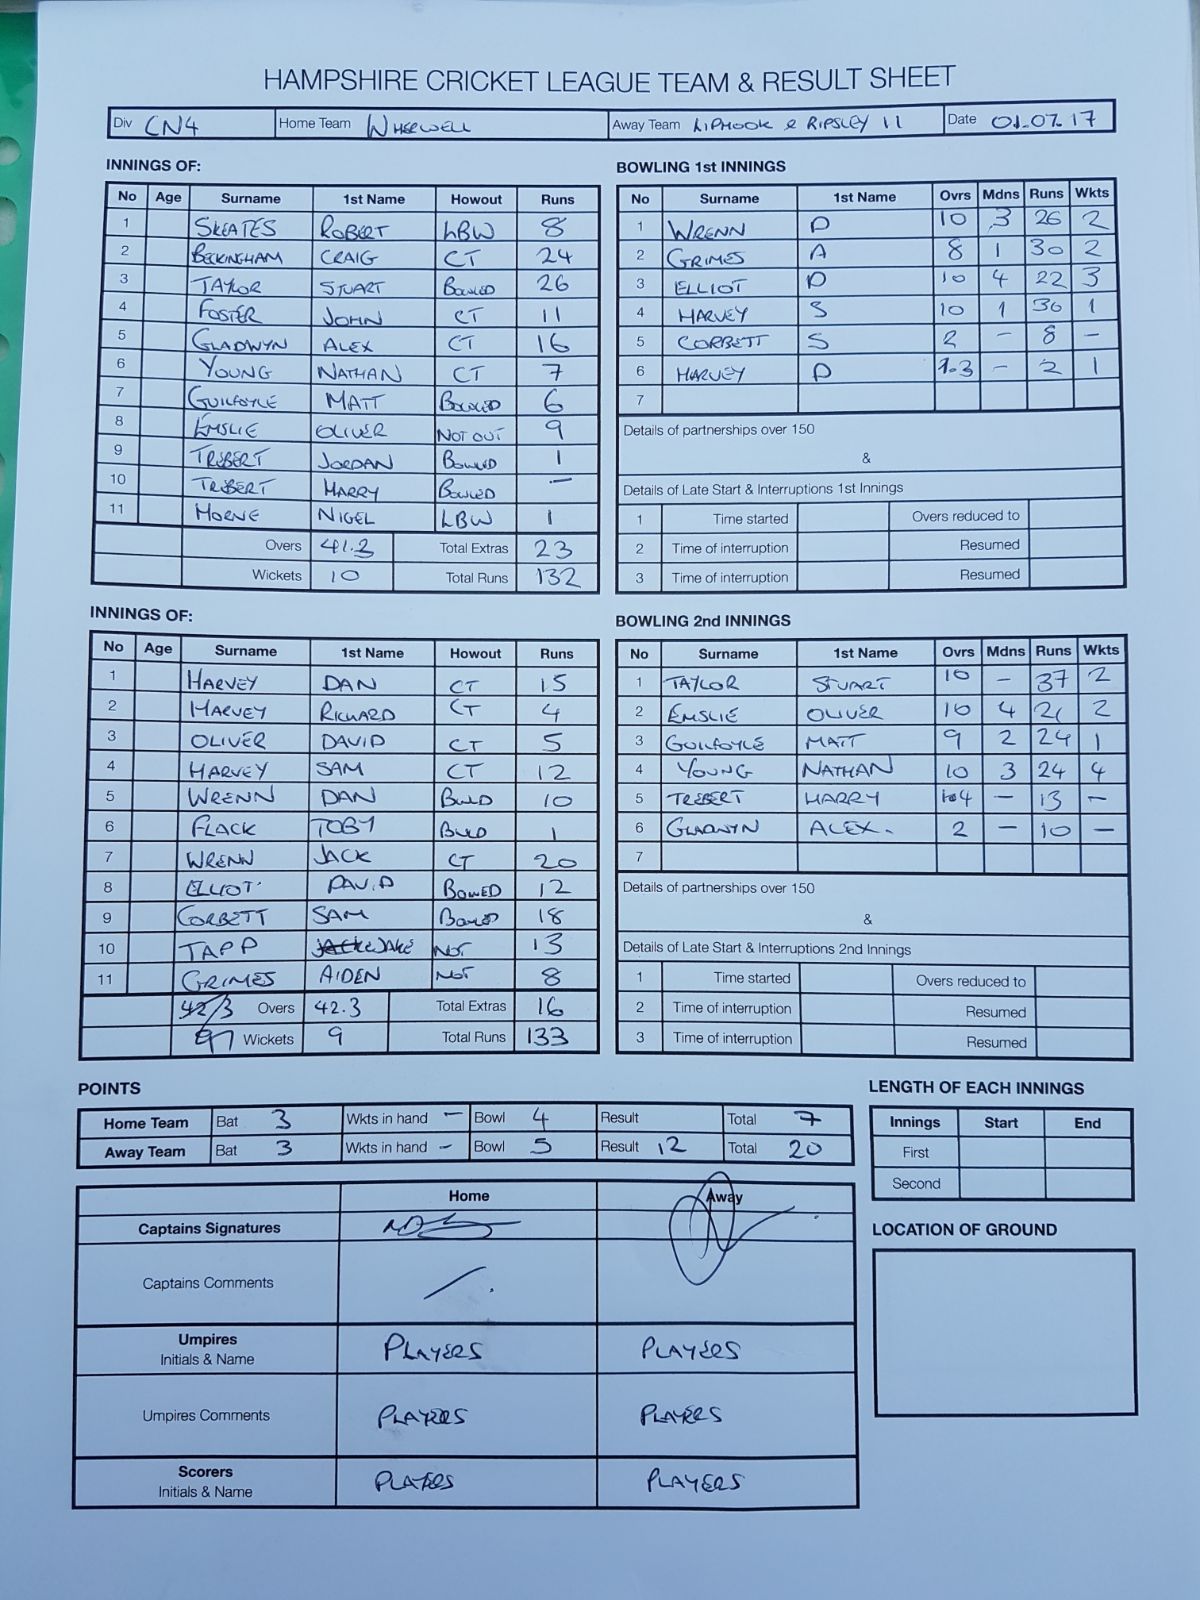 HAMPSHIRE CRICKET LEAGUE TEAM & RESULT SHEET
Div CN4 Home Team WHERWELL Away Team LIPHOOK & RIPSLEY II Date 01.07.17
INNINGS OF:
No Age Surname 1st Name Howout Runs
1 SKEATES ROBERT LBW 8
2 BECKINGHAM CRAIG CT 24
3 TAYLOR STUART BOWLED 26
4 FOSTER JOHN CT 11
5 GLADWYN ALEX CT 16
6 YOUNG NATHAN CT 7
7 GUILFOYLE MATT BOWLED 6
8 EMSLIE OLIVER NOT OUT 9
9 TREBERT JORDAN BOWLED 1
10 TREBERT HARRY BOWLED —
11 HORNE NIGEL LBW 1
Overs 41.3 Total Extras 23
Wickets 10 Total Runs 132
BOWLING 1st INNINGS
No Surname 1st Name Ovrs Mdns Runs Wkts
1 WRENN D 10 3 26 2
2 GRIMES A 8 1 30 2
3 ELLIOT D 10 4 22 3
4 HARVEY S 10 1 36 1
5 CORBETT S 2 — 8 —
6 HARVEY D 1.3 — 2 1
7
Details of partnerships over 150
&
Details of Late Start & Interruptions 1st Innings
1 Time started Overs reduced to
2 Time of interruption Resumed
3 Time of interruption Resumed
INNINGS OF:
No Age Surname 1st Name Howout Runs
1 HARVEY DAN CT 15
2 HARVEY RICHARD CT 4
3 OLIVER DAVID CT 5
4 HARVEY SAM CT 12
5 WRENN DAN BWLD 10
6 FLACK TOBY BWLD 1
7 WRENN JACK CT 20
8 ELLIOT DAVID BOWED 12
9 CORBETT SAM BOWLED 18
10 TAPP JAKE NOT 13
11 GRIMES AIDEN NOT 8
42/3 Overs 42.3 Total Extras 16
Wickets 9 Total Runs 133
BOWLING 2nd INNINGS
No Surname 1st Name Ovrs Mdns Runs Wkts
1 TAYLOR STUART 10 — 37 2
2 EMSLIE OLIVER 10 4 21 2
3 GUILFOYLE MATT 9 2 24 1
4 YOUNG NATHAN 10 3 24 4
5 TREBERT HARRY — 13 —
6 GLADWYN ALEX. 2 — 10 —
7
Details of partnerships over 150
&
Details of Late Start & Interruptions 2nd Innings
1 Time started Overs reduced to
2 Time of interruption Resumed
3 Time of interruption Resumed
POINTS
Home Team Bat 3 Wkts in hand — Bowl 4 Result Total 7
Away Team Bat 3 Wkts in hand — Bowl 5 Result 12 Total 20
LENGTH OF EACH INNINGS
Innings Start End
First
Second
Home Away
Captains Signatures
Captains Comments
Umpires
Initials & Name PLAYERS PLAYERS
Umpires Comments PLAYERS PLAYERS
Scorers
Initials & Name PLAYERS PLAYERS
LOCATION OF GROUND